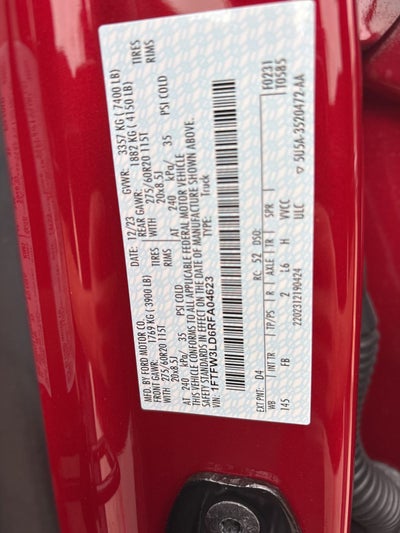 MFD. BY FORD MOTOR CO.
DATE: 12/23 GVWR: 3357 KG ( 7400 LB)
FRONT GAWR: 1769 KG (3900 LB) REAR GAWR: 1882 KG ( 4150 LB)
WITH 275/60R20 115T TIRES WITH 275/60R20 115T TIRES
20x8.5J RIMS 20x8.5J RIMS
AT 240 kPa/ 35 PSI COLD AT 240 kPa/ 35 PSI COLD
THIS VEHICLE CONFORMS TO ALL APPLICABLE FEDERAL MOTOR VEHICLE
SAFETY STANDARDS IN EFFECT ON THE DATE OF MANUFACTURE SHOWN ABOVE.
VIN: 1FTFW3LD6RFA04623
TYPE: Truck
F0231
T0585
EXT PNT: D4 RC: 52 DSO:
WB INT TR TP/PS R AXLE TR SPR
145 FB 2 L6 H VVCC
2202312190424 ULC
5U5A-3520472-AA